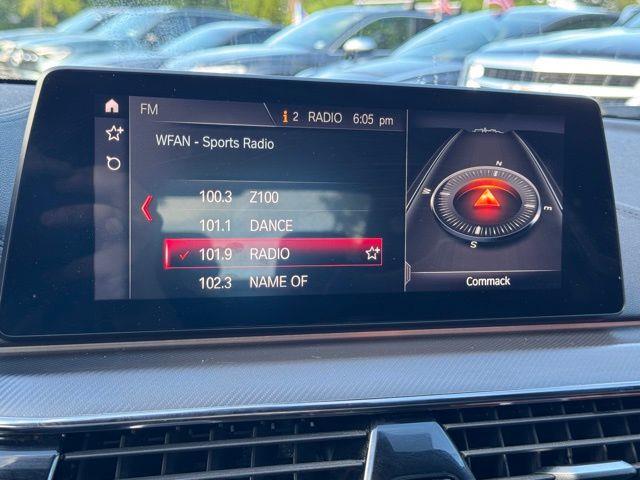 FM
i 2 RADIO 6:05 pm
WFAN - Sports Radio
100.3 Z100
101.1 DANCE
101.9 RADIO
102.3 NAME OF
N
W
E
S
Commack